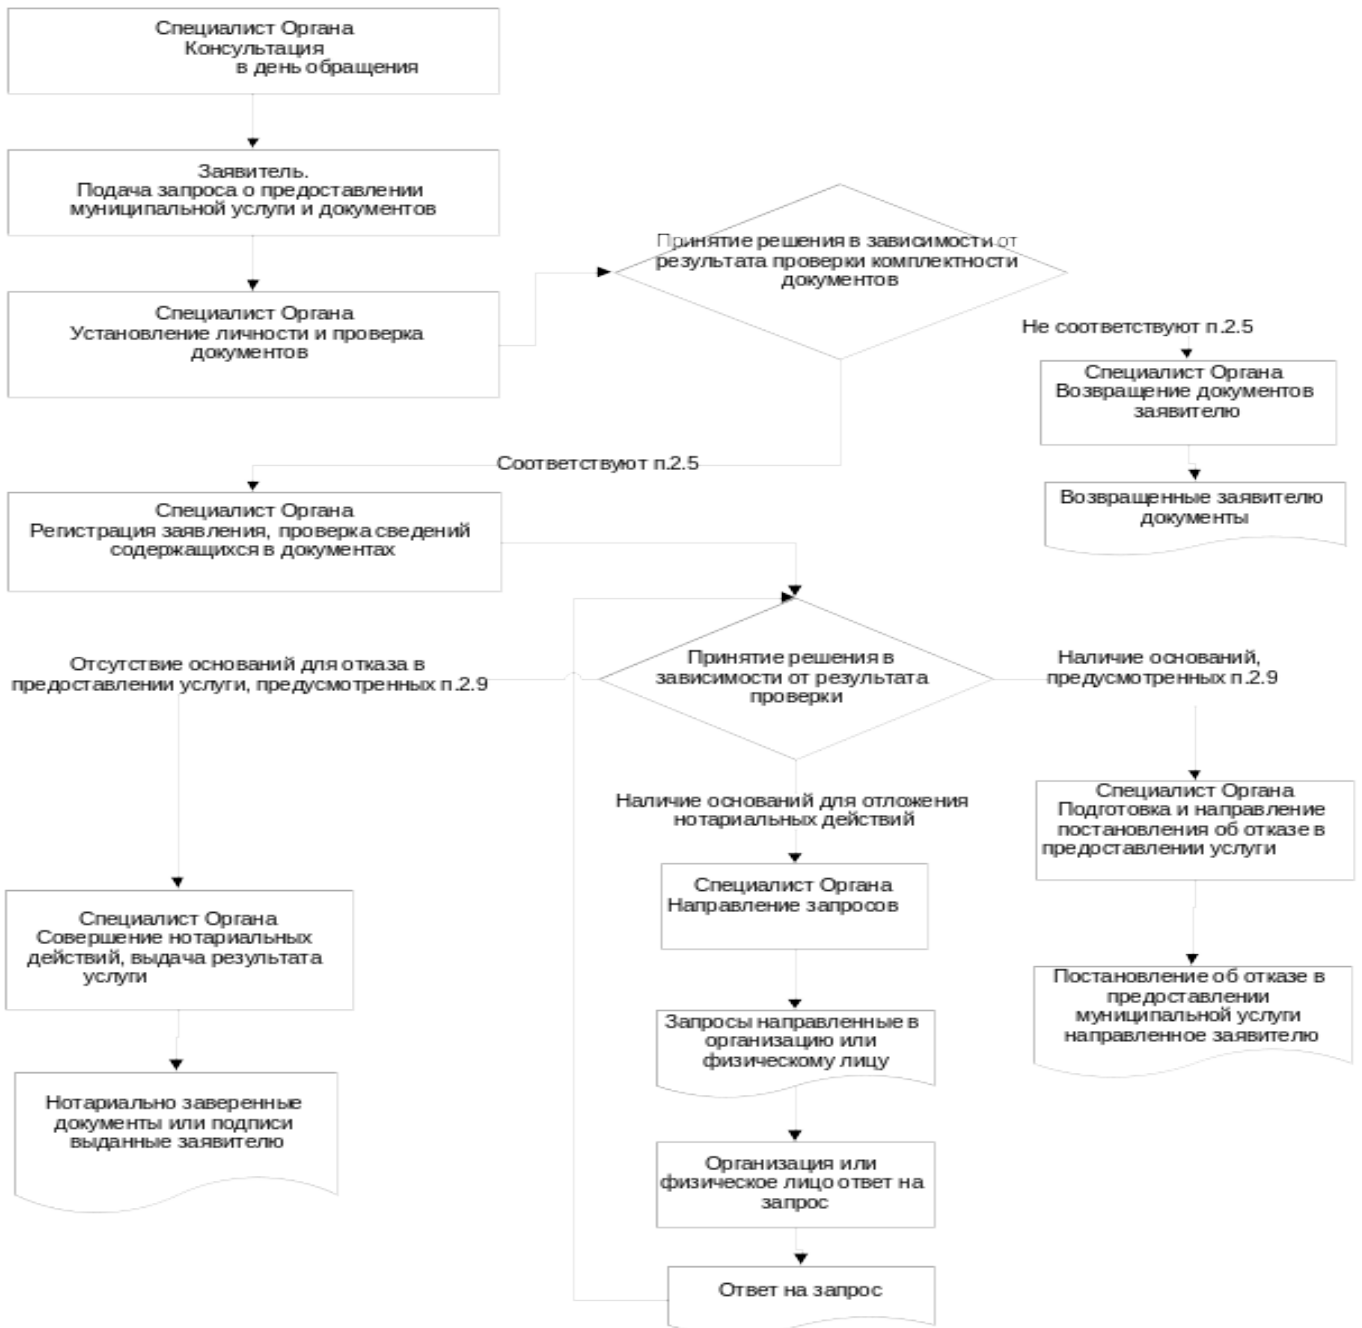 Специалист Органа
Консультация
в день обращения
Заявитель.
Подача запроса о предоставлении
муниципальной услуги и документов
Специалист Органа
Установление личности и проверка
документов
Принятие решения в зависимости от
результата проверки комплектности
документов
Не соответствуют п.2.5
Специалист Органа
Возвращение документов
заявителю
Возвращенные заявителю
документы
Соответствуют п.2.5
Специалист Органа
Регистрация заявления, проверка сведений
содержащихся в документах
Принятие решения в
зависимости от результата
проверки
Отсутствие оснований для отказа в
предоставлении услуги, предусмотренных п.2.9
Наличие оснований,
предусмотренных п.2.9
Наличие оснований для отложения
нотариальных действий
Специалист Органа
Подготовка и направление
постановления об отказе в
предоставлении услуги
Специалист Органа
Направление запросов
Специалист Органа
Совершение нотариальных
действий, выдача результата
услуги
Постановление об отказе в
предоставлении
муниципальной услуги
направленное заявителю
Запросы направленные в
организацию или
физическому лицу
Нотариально заверенные
документы или подписи
выданные заявителю
Организация или
физическое лицо ответ на
запрос
Ответ на запрос